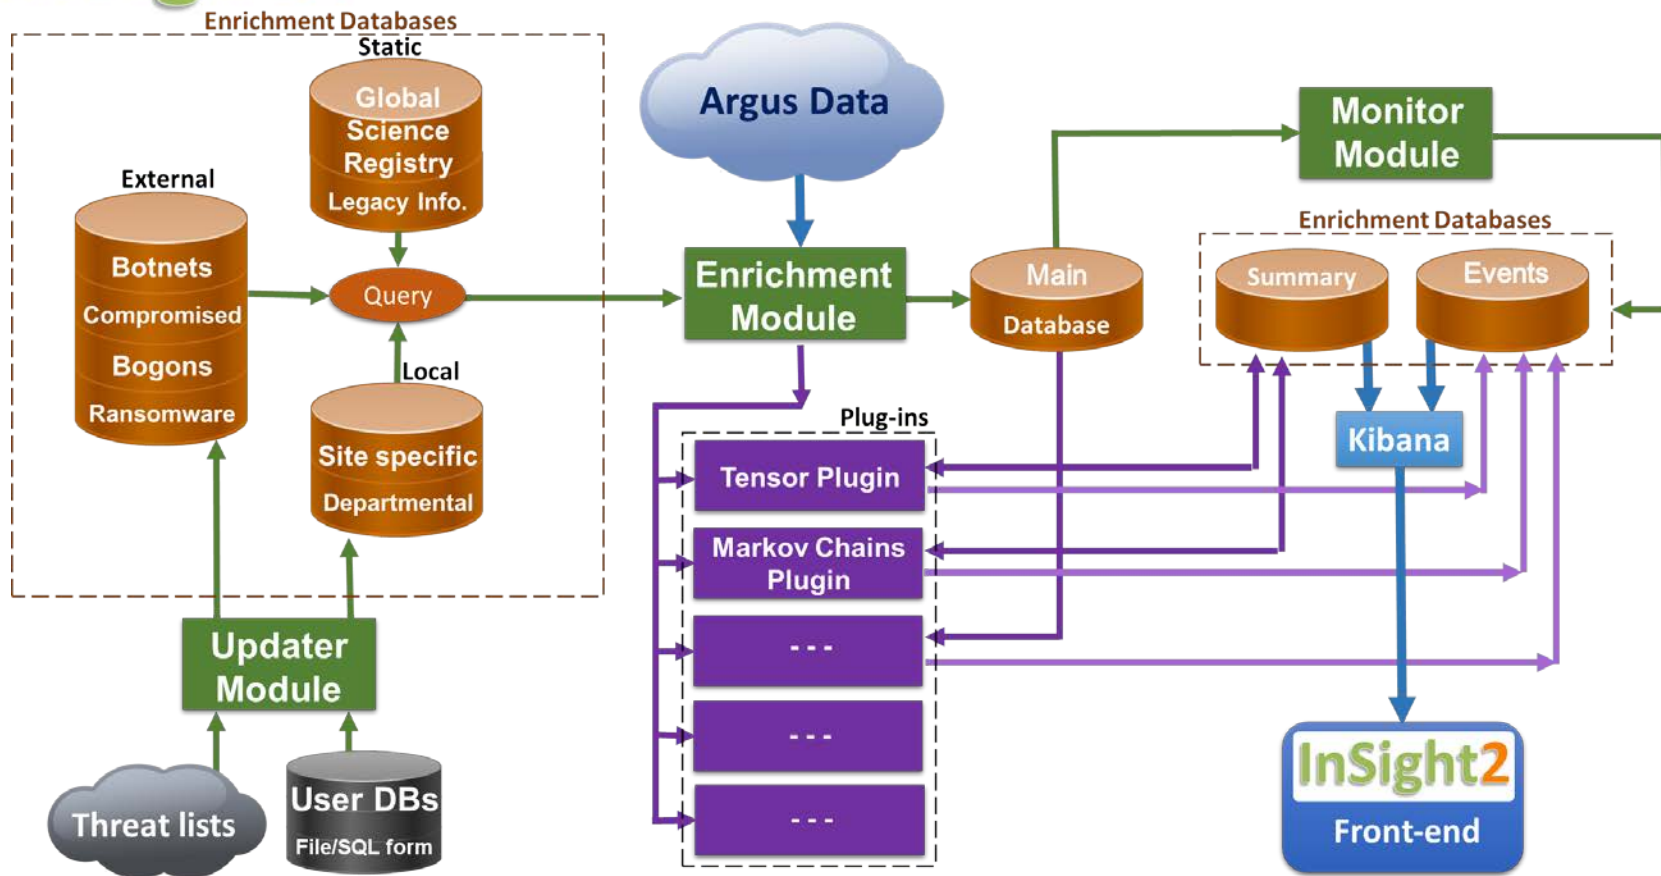 Enrichment Databases
Static
Global
Science
Registry
Legacy Info.
External
Botnets
Compromised
Bogons
Ransomware
Query
Local
Site specific
Departmental
Updater
Module
Threat lists
User DBs
File/SQL form
Argus Data
Enrichment
Module
Main
Database
Plug-ins
Tensor Plugin
Markov Chains
Plugin
- - -
- - -
- - -
Monitor
Module
Enrichment Databases
Summary
Events
Kibana
InSight2
Front-end